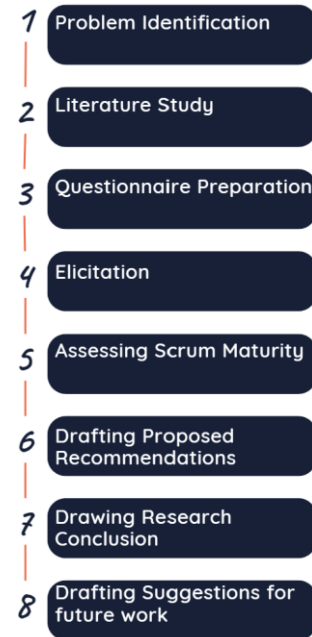 1 Problem Identification
2 Literature Study
3 Questionnaire Preparation
4 Elicitation
5 Assessing Scrum Maturity
6 Drafting Proposed
Recommendations
7 Drawing Research
Conclusion
8 Drafting Suggestions for
future work